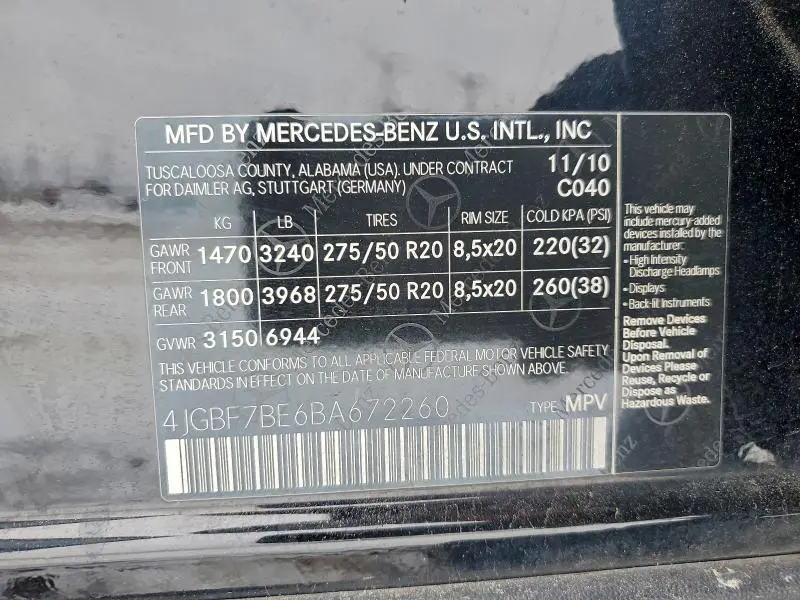 MFD BY MERCEDES-BENZ U.S. INTL., INC
TUSCALOOSA COUNTY, ALABAMA (USA). UNDER CONTRACT 11/10
FOR DAIMLER AG, STUTTGART (GERMANY) C040
KG LB TIRES RIM SIZE COLD KPA (PSI)
GAWR FRONT 1470 3240 275/50 R20 8,5x20 220(32)
GAWR REAR 1800 3968 275/50 R20 8,5x20 260(38)
GVWR 3150 6944
THIS VEHICLE CONFORMS TO ALL APPLICABLE FEDERAL MOTOR VEHICLE SAFETY
STANDARDS IN EFFECT ON THE DATE OF MANUFACTURE SHOWN ABOVE.
4JGBF7BE6BA672260 TYPE: MPV
This vehicle may
include mercury-added
devices installed by the
manufacturer:
• High Intensity
Discharge Headlamps
• Displays
• Back-lit Instruments
Remove Devices
Before Vehicle
Disposal.
Upon Removal of
Devices Please
Reuse, Recycle or
Dispose as
Hazardous Waste.